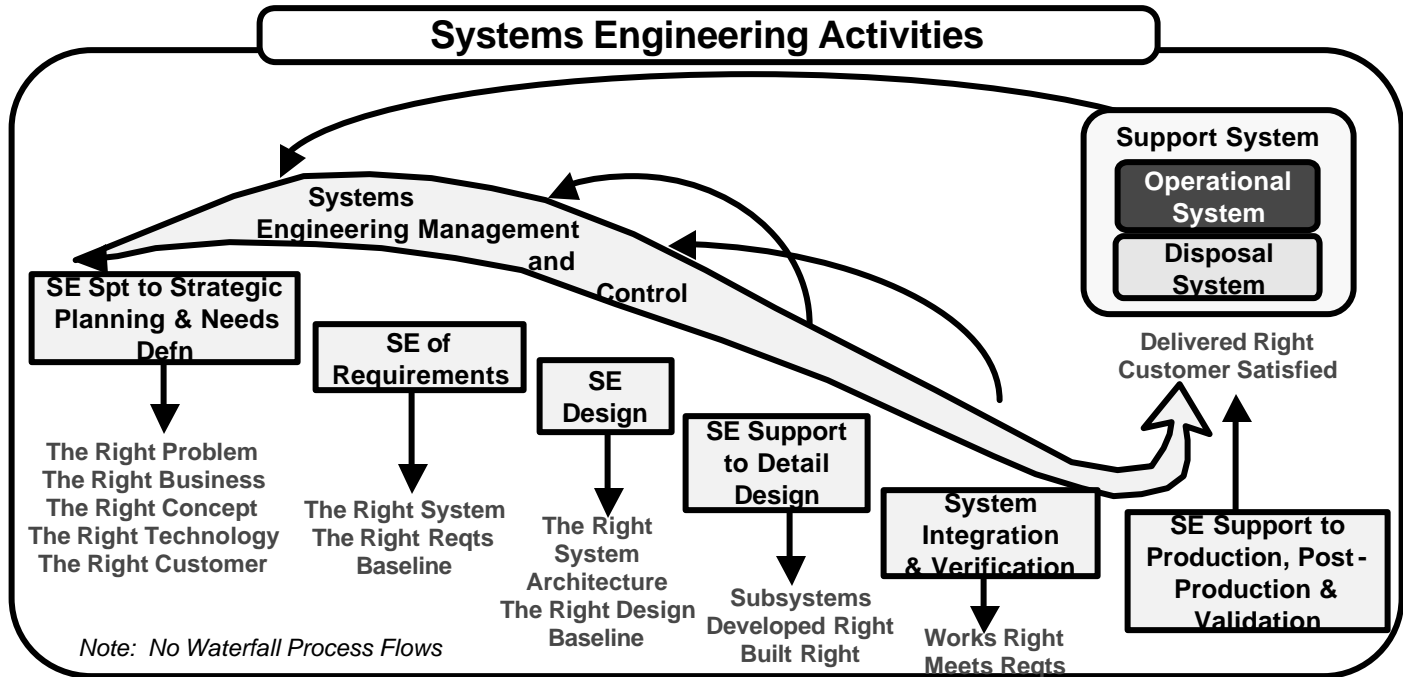 Systems Engineering Activities
Support System
Operational
System
Disposal
System
Delivered Right
Customer Satisfied
Systems
Engineering Management
and
Control
SE Spt to Strategic
Planning & Needs
Defn
The Right Problem
The Right Business
The Right Concept
The Right Technology
The Right Customer
SE of
Requirements
The Right System
The Right Reqts
Baseline
SE
Design
The Right
System
Architecture
The Right Design
Baseline
SE Support
to Detail
Design
Subsystems
Developed Right
Built Right
System
Integration
& Verification
Works Right
Meets Reqts
SE Support to
Production, Post-
Production &
Validation
Note: No Waterfall Process Flows